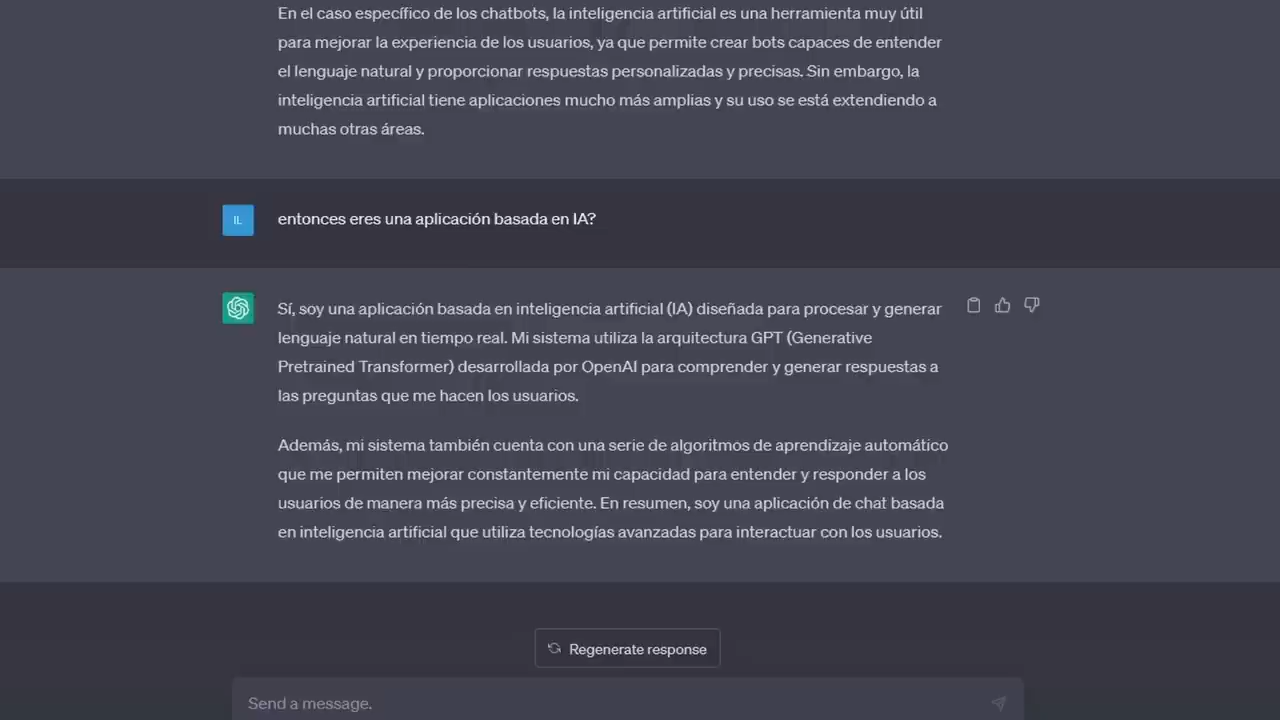 En el caso específico de los chatbots, la inteligencia artificial es una herramienta muy útil
para mejorar la experiencia de los usuarios, ya que permite crear bots capaces de entender
el lenguaje natural y proporcionar respuestas personalizadas y precisas. Sin embargo, la
inteligencia artificial tiene aplicaciones mucho más amplias y su uso se está extendiendo a
muchas otras áreas.
IL
entonces eres una aplicación basada en IA?
Sí, soy una aplicación basada en inteligencia artificial (IA) diseñada para procesar y generar
lenguaje natural en tiempo real. Mi sistema utiliza la arquitectura GPT (Generative
Pretrained Transformer) desarrollada por OpenAI para comprender y generar respuestas a
las preguntas que me hacen los usuarios.
Además, mi sistema también cuenta con una serie de algoritmos de aprendizaje automático
que me permiten mejorar constantemente mi capacidad para entender y responder a los
usuarios de manera más precisa y eficiente. En resumen, soy una aplicación de chat basada
en inteligencia artificial que utiliza tecnologías avanzadas para interactuar con los usuarios.
Regenerate response
Send a message.